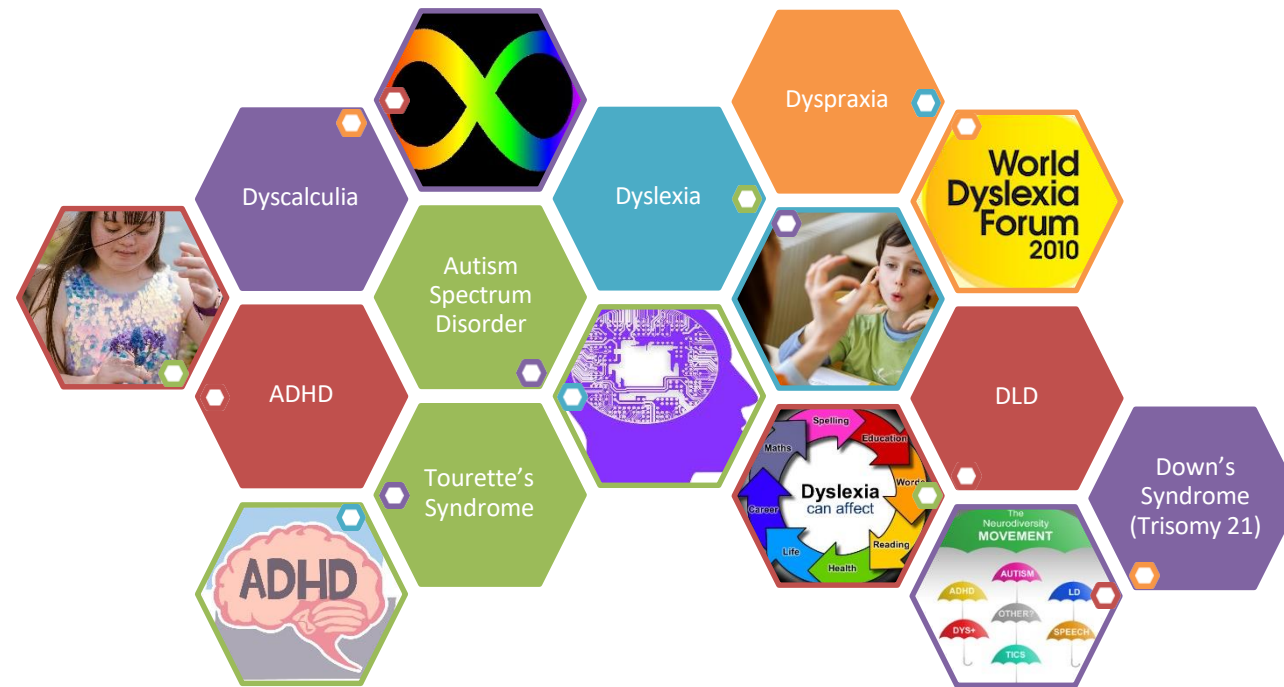 Dyspraxia
Dyscalculia
Dyslexia
World
Dyslexia
Forum
2010
Autism
Spectrum
Disorder
ADHD
DLD
Tourette's
Syndrome
Down's
Syndrome
(Trisomy 21)
ADHD
Spelling
Education
Words
Reading
Health
Life
Career
Maths
Dyslexia
can affect
The
Neurodiversity
MOVEMENT
AUTISM
ADHD
LD
OTHER?
DYS+
SPEECH
TICS